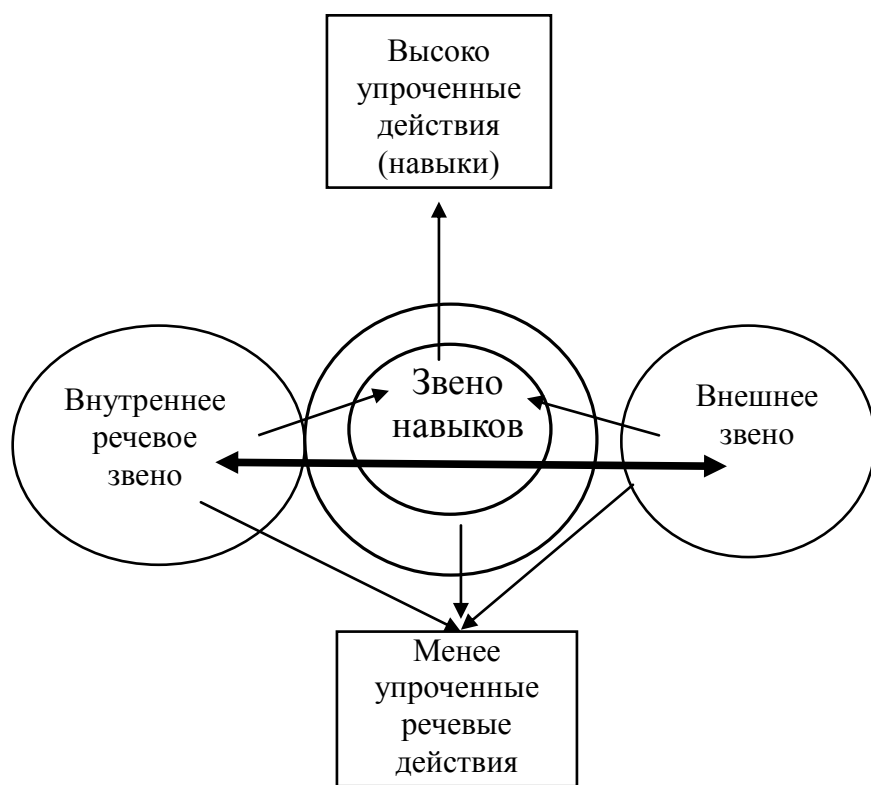 Высоко
упроченные
действия
(навыки)
Внутреннее
речевое
звено
Звено
навыков
Внешнее
звено
Менее
упроченные
речевые
действия